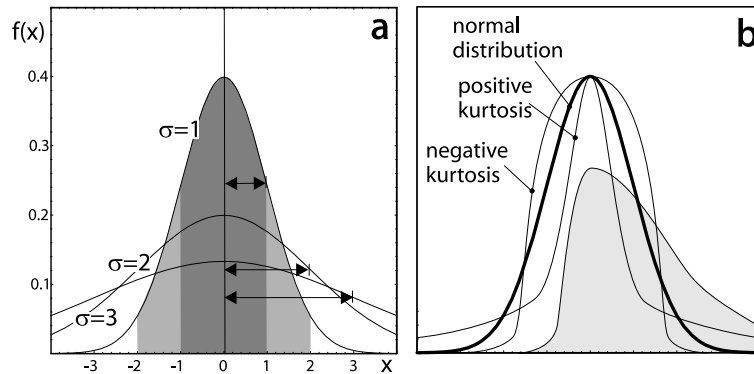 f(x)
a
0.4
0.3
0.2
0.1
σ=1
σ=2
σ=3
-3 -2 -1 0 1 2 3
x
b
normal
distribution
positive
kurtosis
negative
kurtosis